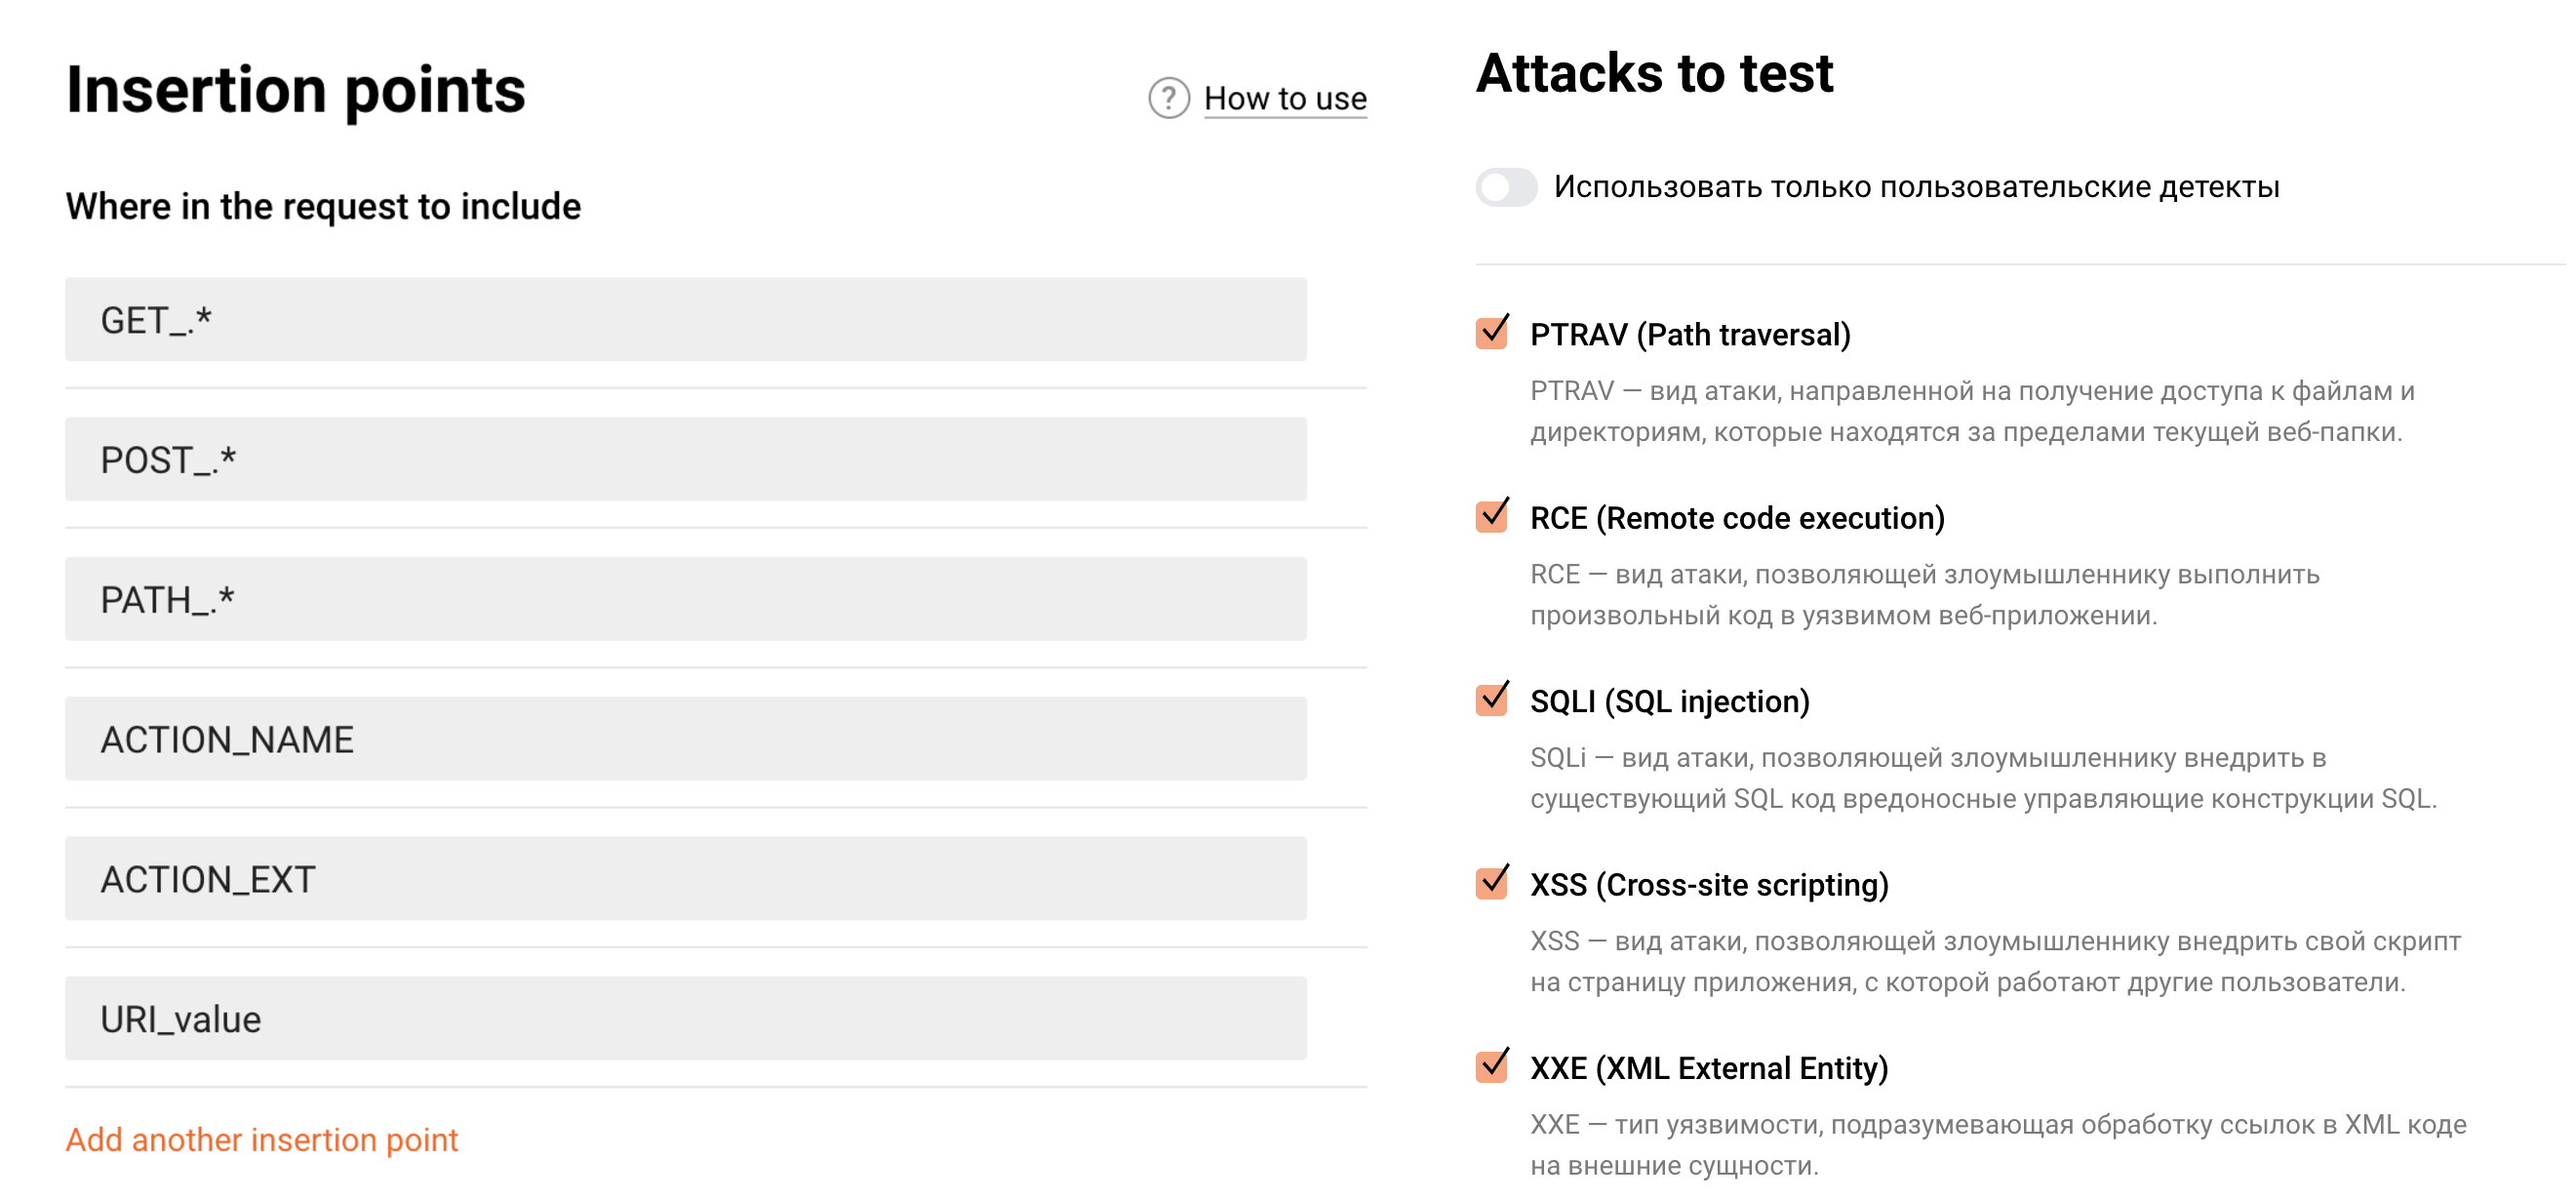 Insertion points
? How to use
Where in the request to include
GET_.*
POST_.*
PATH_.*
ACTION_NAME
ACTION_EXT
URI_value
Add another insertion point
Attacks to test
Использовать только пользовательские детекты
PTRAV (Path traversal)
PTRAV — вид атаки, направленной на получение доступа к файлам и
директориям, которые находятся за пределами текущей веб-папки.
RCE (Remote code execution)
RCE — вид атаки, позволяющей злоумышленнику выполнить
произвольный код в уязвимом веб-приложении.
SQLI (SQL injection)
SQLi — вид атаки, позволяющей злоумышленнику внедрить в
существующий SQL код вредоносные управляющие конструкции SQL.
XSS (Cross-site scripting)
XSS — вид атаки, позволяющей злоумышленнику внедрить свой скрипт
на страницу приложения, с которой работают другие пользователи.
XXE (XML External Entity)
XXE — тип уязвимости, подразумевающая обработку ссылок в XML коде
на внешние сущности.